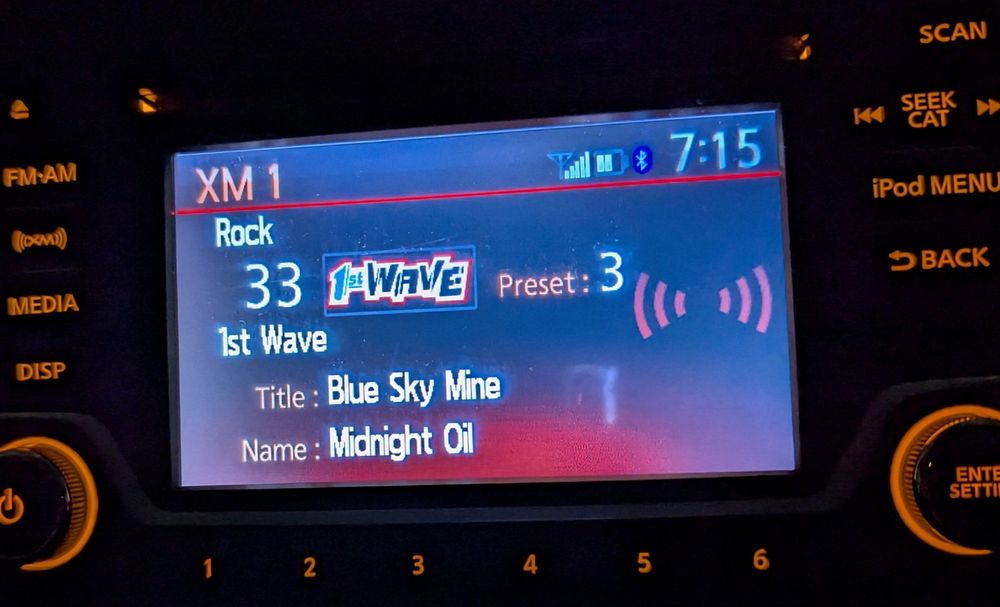 SCAN
SEEK
CAT
FM·AM
XM
MEDIA
DISP
XM 1
7:15
Rock
33
1st WAVE
Preset : 3
1st Wave
Title : Blue Sky Mine
Name : Midnight Oil
iPod MENU
BACK
1 2 3 4 5 6